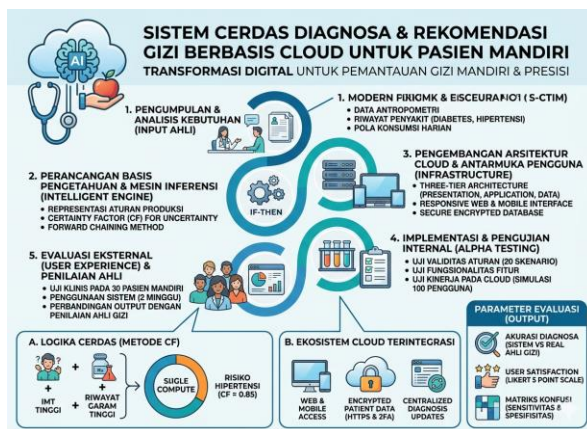 AI
SISTEM CERDAS DIAGNOSA & REKOMENDASI
GIZI BERBASIS CLOUD UNTUK PASIEN MANDIRI
TRANSFORMASI DIGITAL UNTUK PEMANTAUAN GIZI MANDIRI & PRESISI
1. PENGUMPULAN &
ANALISIS KEBUTUHAN
(INPUT AHLI)
1. MODERN
• DATA ANTROPOMETRI
• RIWAYAT PENYAKIT (DIABETES, HIPERTENSI)
• POLA KONSUMSI HARIAN
2. PERANCANGAN BASIS
PENGETAHUAN & MESIN INFERENSI
(INTELLIGENT ENGINE)
• REPRESENTASI ATURAN PRODUKSI
• CERTAINTY FACTOR (CF) FOR UNCERTAINTY
• FORWARD CHAINING METHOD
IF-THEN
3. PENGEMBANGAN ARSITEKTUR
CLOUD & ANTARMUKA PENGGUNA
(INFRASTRUCTURE)
• THREE-TIER ARCHITECTURE
(PRESENTATION, APPLICATION, DATA)
• RESPONSIVE WEB & MOBILE INTERFACE
• SECURE ENCRYPTED DATABASE
4. IMPLEMENTASI & PENGUJIAN
INTERNAL (ALPHA TESTING)
• UJI VALIDITAS ATURAN (20 SKENARIO)
• UJI FUNGSIONALITAS FITUR
• UJI KINERJA PADA CLOUD (SIMULASI
100 PENGGUNA)
5. EVALUASI EKSTERNAL
(USER EXPERIENCE) &
PENILAIAN AHLI
• UJI KLINIS PADA 30 PASIEN MANDIRI
• PENGGUNAAN SISTEM (2 MINGGU)
• PERBANDINGAN OUTPUT DENGAN
PENILAIAN AHLI GIZI
A. LOGIKA CERDAS (METODE CF)
IMT
TINGGI
+
+
RIWAYAT
GARAM
TINGGI
+
SUGLE
COMPUTE
RISIKO
HIPERTENSI
(CF = 0.85)
B. EKOSISTEM CLOUD TERINTEGRASI
WEB &
MOBILE
ACCESS
ENCRYPTED
PATIENT DATA
(HTTPS & 2FA)
CENTRALIZED
DIAGNOSIS
UPDATES
PARAMETER EVALUASI
(OUTPUT)
AKURASI DIAGNOSA
(SISTEM VS REAL
AHLI GIZI)
USER SATISFACTION
(LIKERT 5 POINT SCALE)
MATRIKS KONFUSI
(SENSITIVITAS &
SPESIFISITAS)